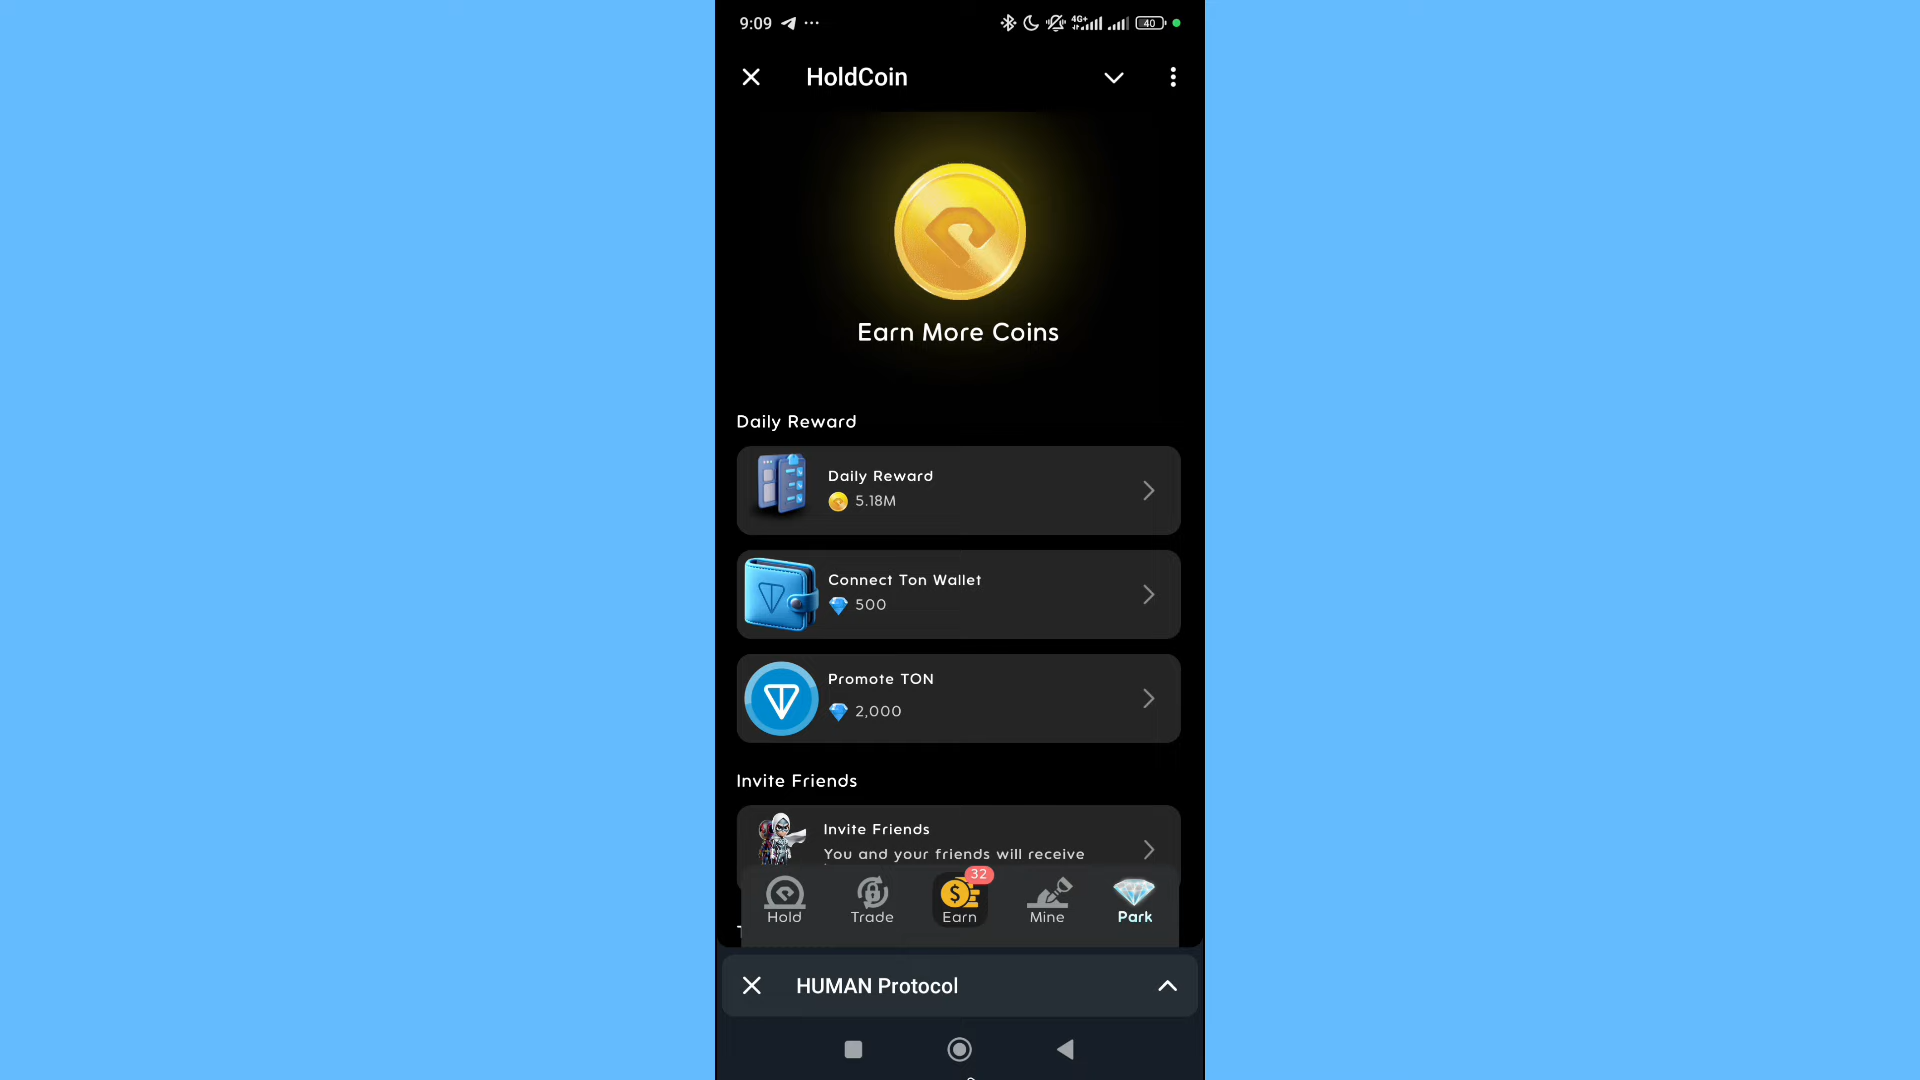 9:09
4G+
40
HoldCoin
Earn More Coins
Daily Reward
Daily Reward
5.18M
Connect Ton Wallet
500
Promote TON
2,000
Invite Friends
Invite Friends
You and your friends will receive
32
Hold
Trade
Earn
Mine
Park
HUMAN Protocol